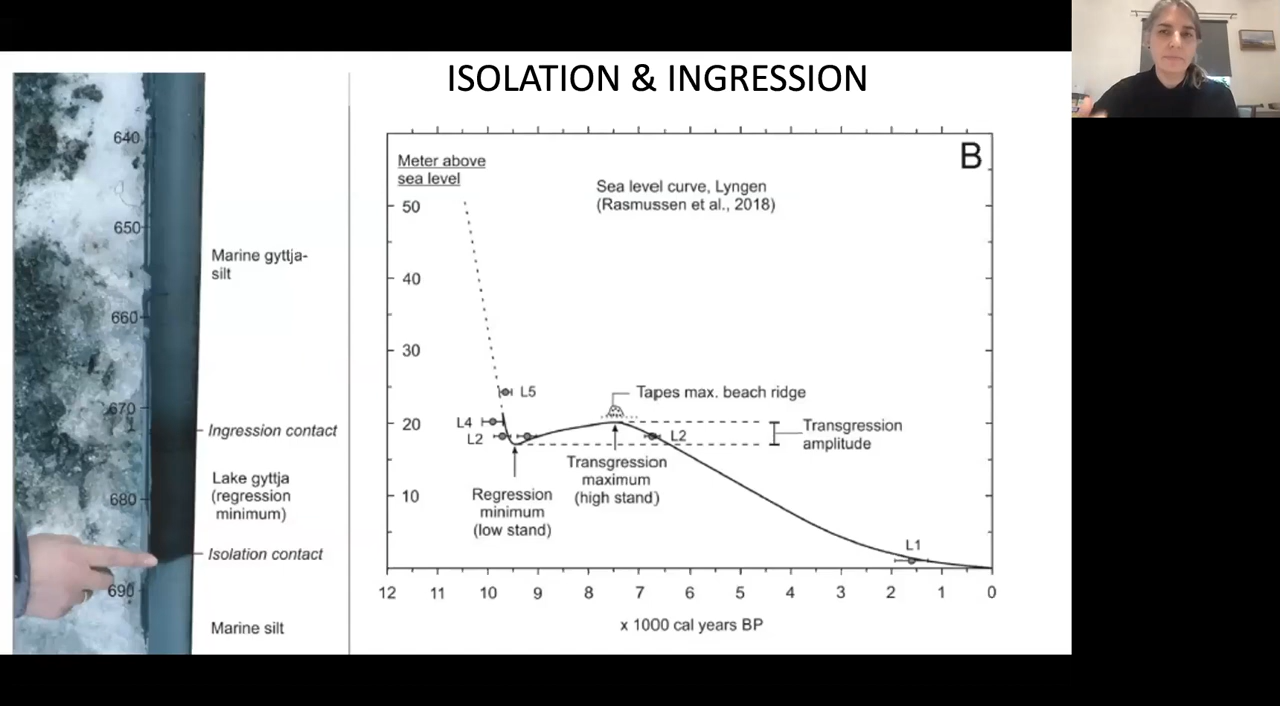 ISOLATION & INGRESSION
640
650
Marine gyttja-
silt
660
670
Ingression contact
Lake gyttja
(regression
minimum)
680
Isolation contact
690
Marine silt
B
Meter above
sea level
Sea level curve, Lyngen
(Rasmussen et al., 2018)
50
40
30
20
10
L5
L4
L2
Tapes max. beach ridge
L2
Transgression
amplitude
Transgression
maximum
(high stand)
Regression
minimum
(low stand)
L1
12 11 10 9 8 7 6 5 4 3 2 1 0
x 1000 cal years BP